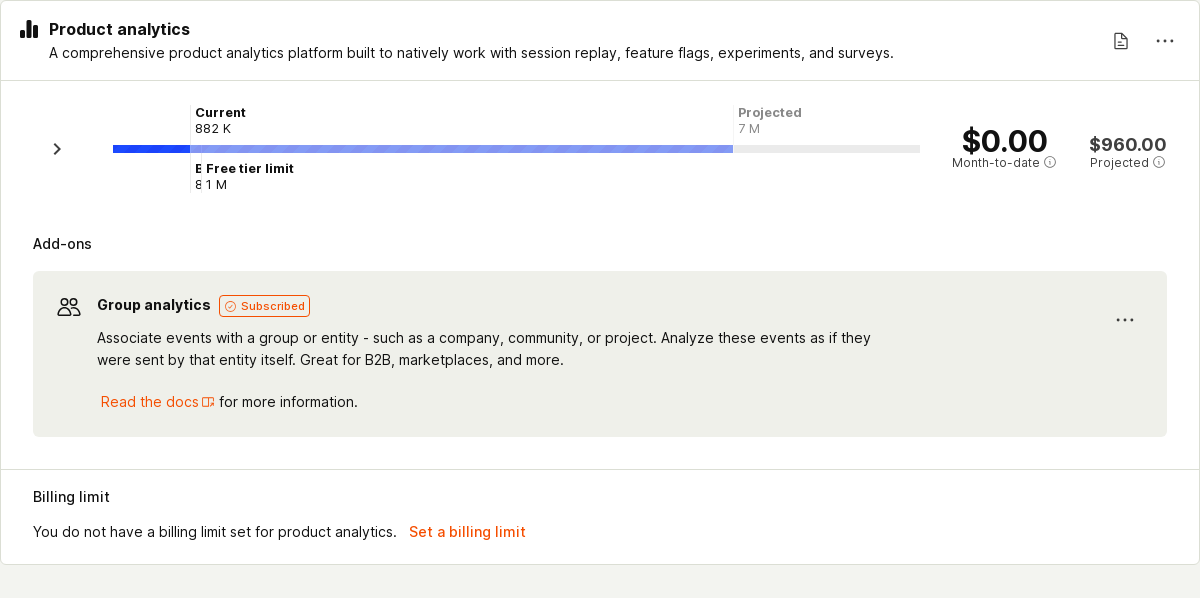 Product analytics
A comprehensive product analytics platform built to natively work with session replay, feature flags, experiments, and surveys.
Current
882 K
Projected
7 M
Free tier limit
1 M
$0.00
Month-to-date
$960.00
Projected
Add-ons
Group analytics
Subscribed
Associate events with a group or entity - such as a company, community, or project. Analyze these events as if they
were sent by that entity itself. Great for B2B, marketplaces, and more.
Read the docs for more information.
Billing limit
You do not have a billing limit set for product analytics. Set a billing limit